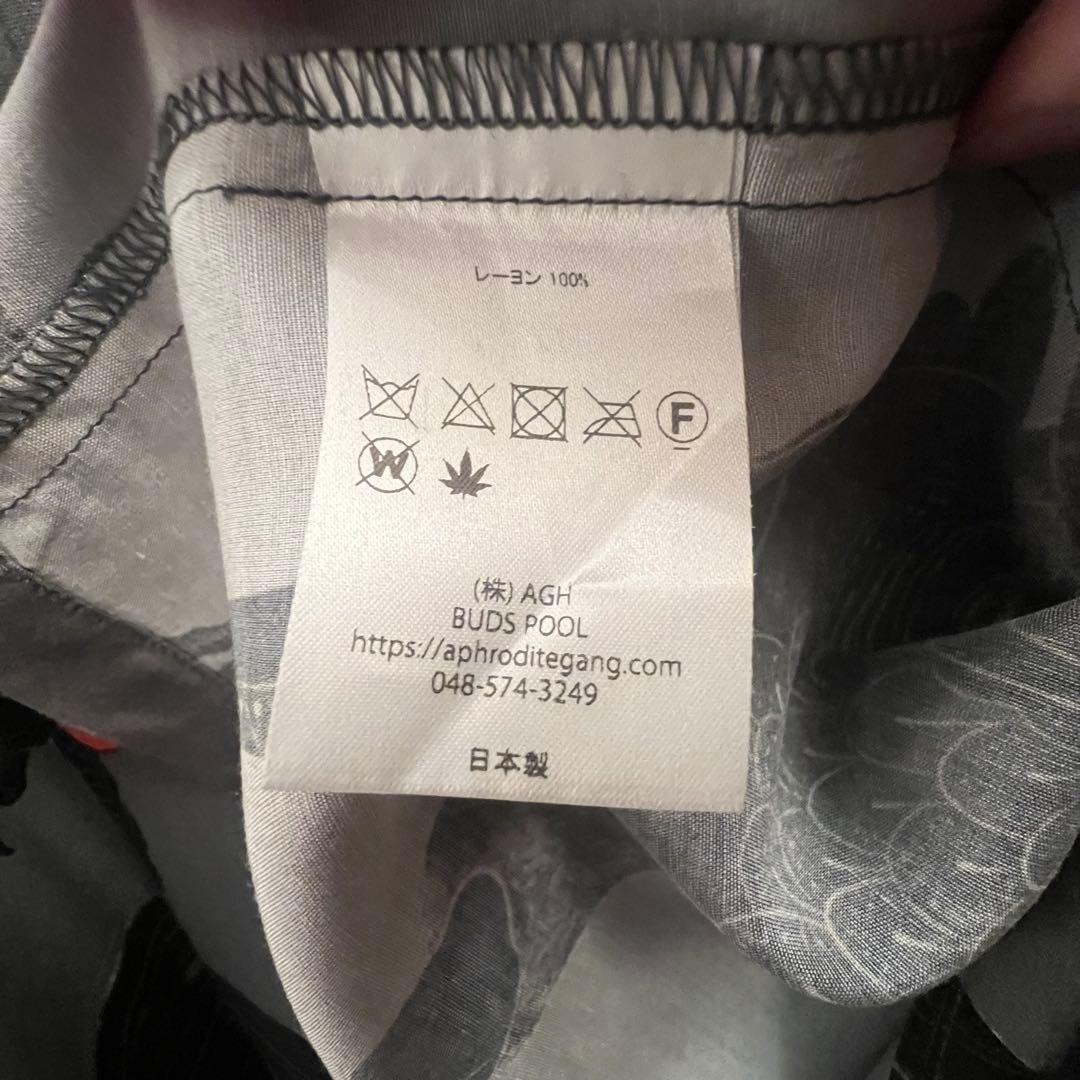 レーヨン 100%
F
W
(株) AGH
BUDS POOL
https://aphroditegang.com
048-574-3249
日本製